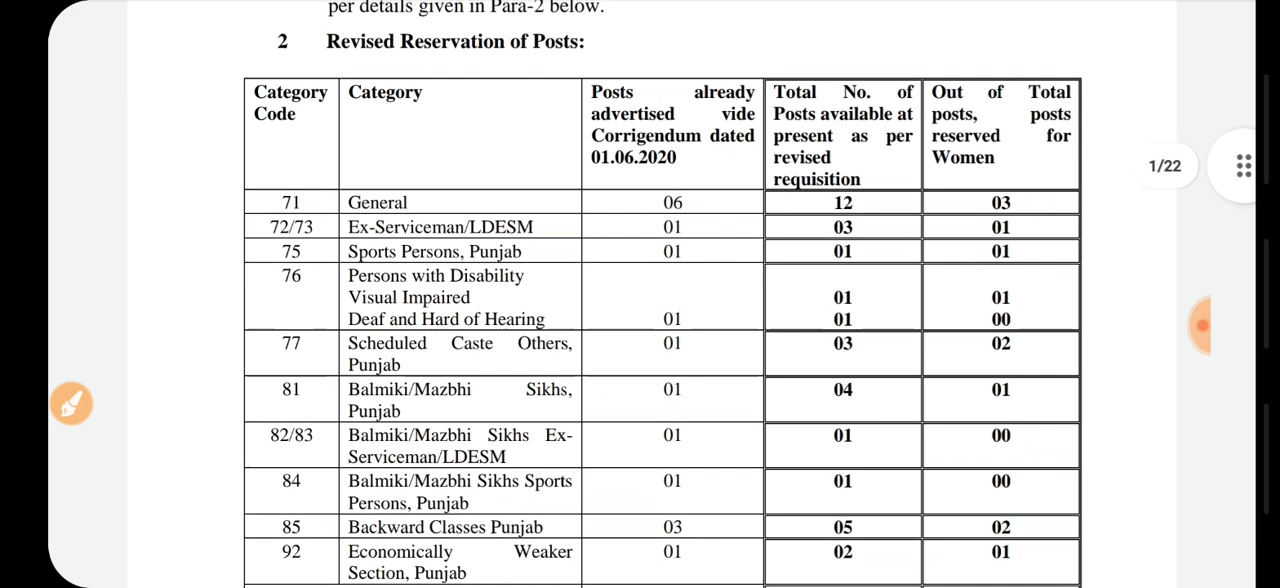 per details given in Para-2 below.
2 Revised Reservation of Posts:
Category Code | Category | Posts already advertised vide Corrigendum dated 01.06.2020 | Total No. of Posts available at present as per revised requisition | Out of Total posts, posts reserved for Women
71 | General | 06 | 12 | 03
72/73 | Ex-Serviceman/LDESM | 01 | 03 | 01
75 | Sports Persons, Punjab | 01 | 01 | 01
76 | Persons with Disability
Visual Impaired | 01 | 01
Deaf and Hard of Hearing | 01 | 01 | 00
77 | Scheduled Caste Others, Punjab | 01 | 03 | 02
81 | Balmiki/Mazbhi Sikhs, Punjab | 01 | 04 | 01
82/83 | Balmiki/Mazbhi Sikhs Ex-Serviceman/LDESM | 01 | 01 | 00
84 | Balmiki/Mazbhi Sikhs Sports Persons, Punjab | 01 | 01 | 00
85 | Backward Classes Punjab | 03 | 05 | 02
92 | Economically Weaker Section, Punjab | 01 | 02 | 01
1/22